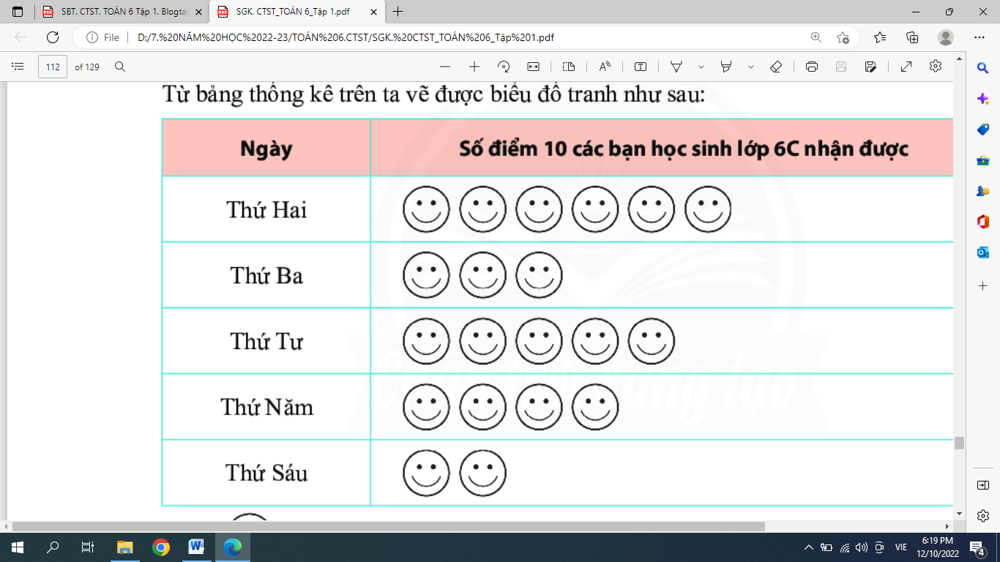 SBT. CTST. TOÁN 6 Tập 1. Blogta
SGK. CTST_TOÁN 6_Tập 1.pdf
File D:/7.%20NĂM%20HỌC%202022-23/TOÁN%206.CTST/SGK.%20CTST_TOÁN%206_Tập%201.pdf
112 of 129
Từ bảng thống kê trên ta vẽ được biểu đồ tranh như sau:
Ngày Số điểm 10 các bạn học sinh lớp 6C nhận được
Thứ Hai
Thứ Ba
Thứ Tư
Thứ Năm
Thứ Sáu
VIE
6:19 PM
12/10/2022
4